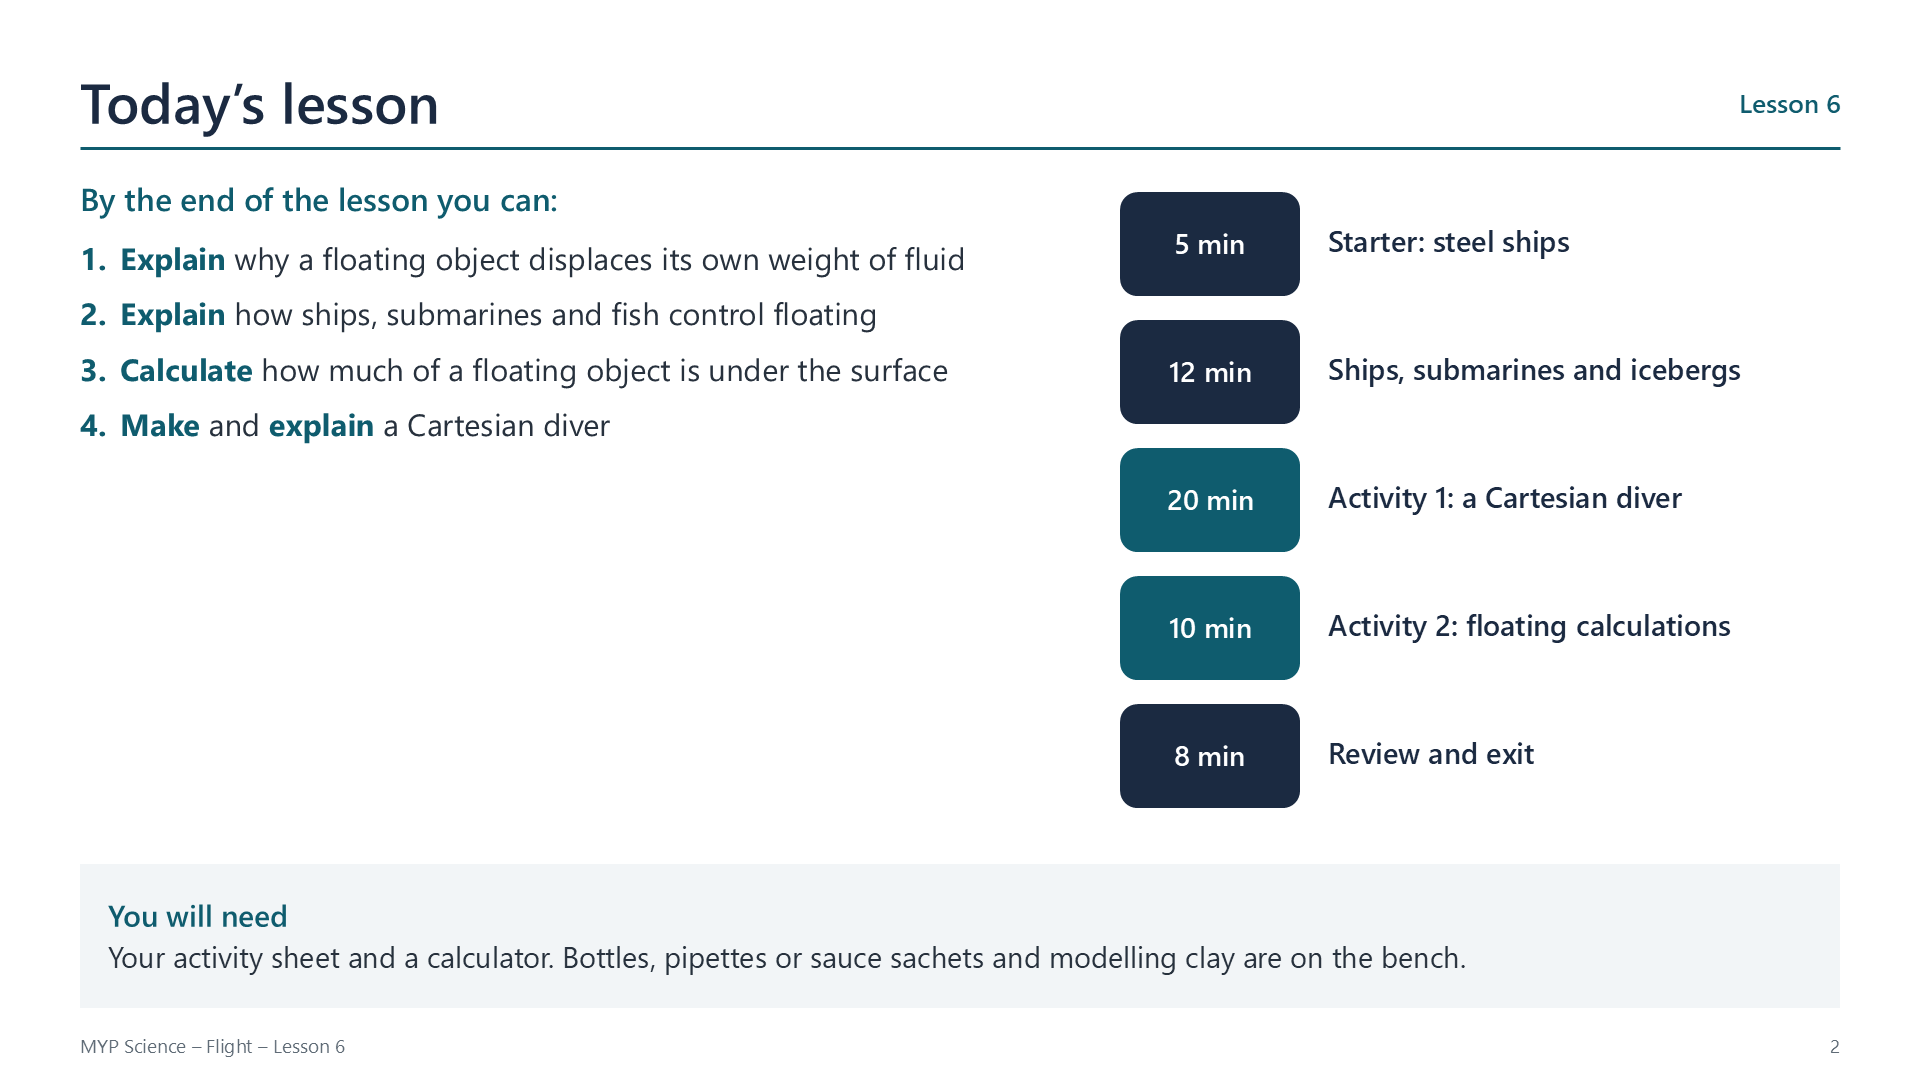 Today’s lesson
Lesson 6
By the end of the lesson you can:
1. Explain why a floating object displaces its own weight of fluid
2. Explain how ships, submarines and fish control floating
3. Calculate how much of a floating object is under the surface
4. Make and explain a Cartesian diver
5 min
Starter: steel ships
12 min
Ships, submarines and icebergs
20 min
Activity 1: a Cartesian diver
10 min
Activity 2: floating calculations
8 min
Review and exit
You will need
Your activity sheet and a calculator. Bottles, pipettes or sauce sachets and modelling clay are on the bench.
MYP Science – Flight – Lesson 6
2